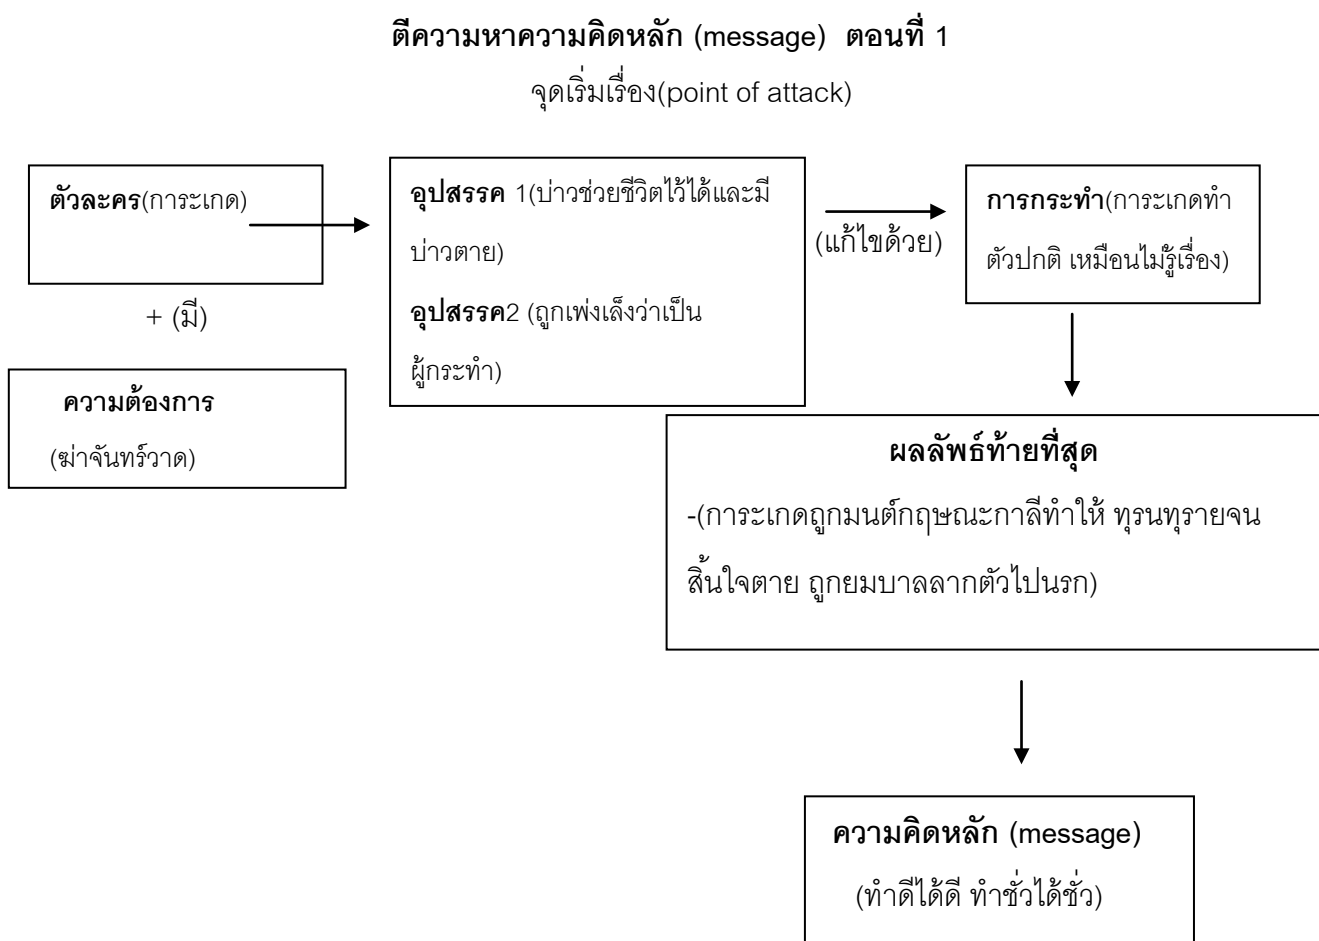 ตีความหาความคิดหลัก (message) ตอนที่ 1
จุดเริ่มเรื่อง(point of attack)
ตัวละคร(การะเกด)
+ (มี)
ความต้องการ
(ฆ่าจันทร์วาด)
อุปสรรค 1(บ่าวช่วยชีวิตไว้ได้และมี
บ่าวตาย)
อุปสรรค2 (ถูกเพ่งเล็งว่าเป็น
ผู้กระทำ)
(แก้ไขด้วย)
การกระทำ(การะเกดทำ
ตัวปกติ เหมือนไม่รู้เรื่อง)
ผลลัพธ์ท้ายที่สุด
-(การะเกดถูกมนต์กฤษณะกาลีทำให้ ทุรนทุรายจน
สิ้นใจตาย ถูกยมบาลลากตัวไปนรก)
ความคิดหลัก (message)
(ทำดีได้ดี ทำชั่วได้ชั่ว)